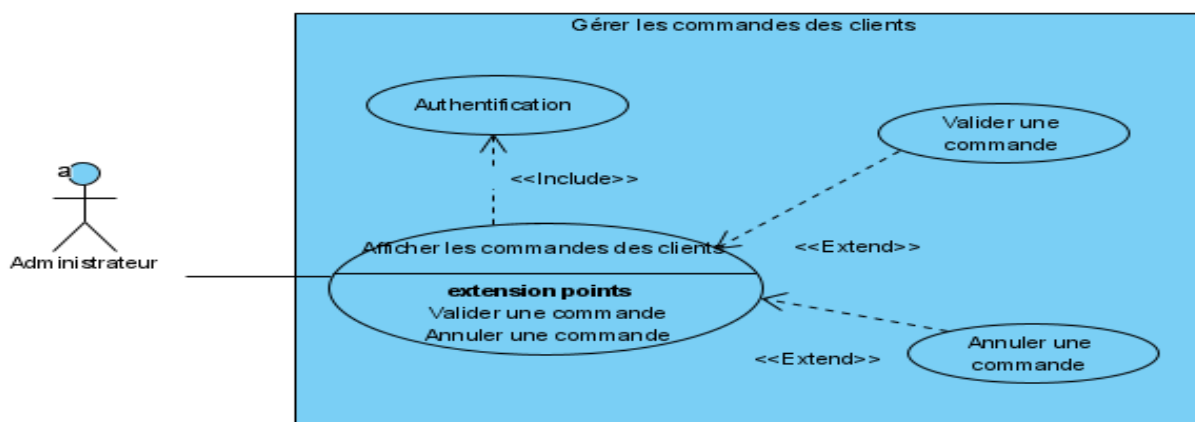 Gérer les commandes des clients
Authentification
Valider une
commande
<<Include>>
a
Administrateur
Afficher les commandes des clients
<<Extend>>
extension points
Valider une commande
Annuler une commande
<<Extend>>
Annuler une
commande